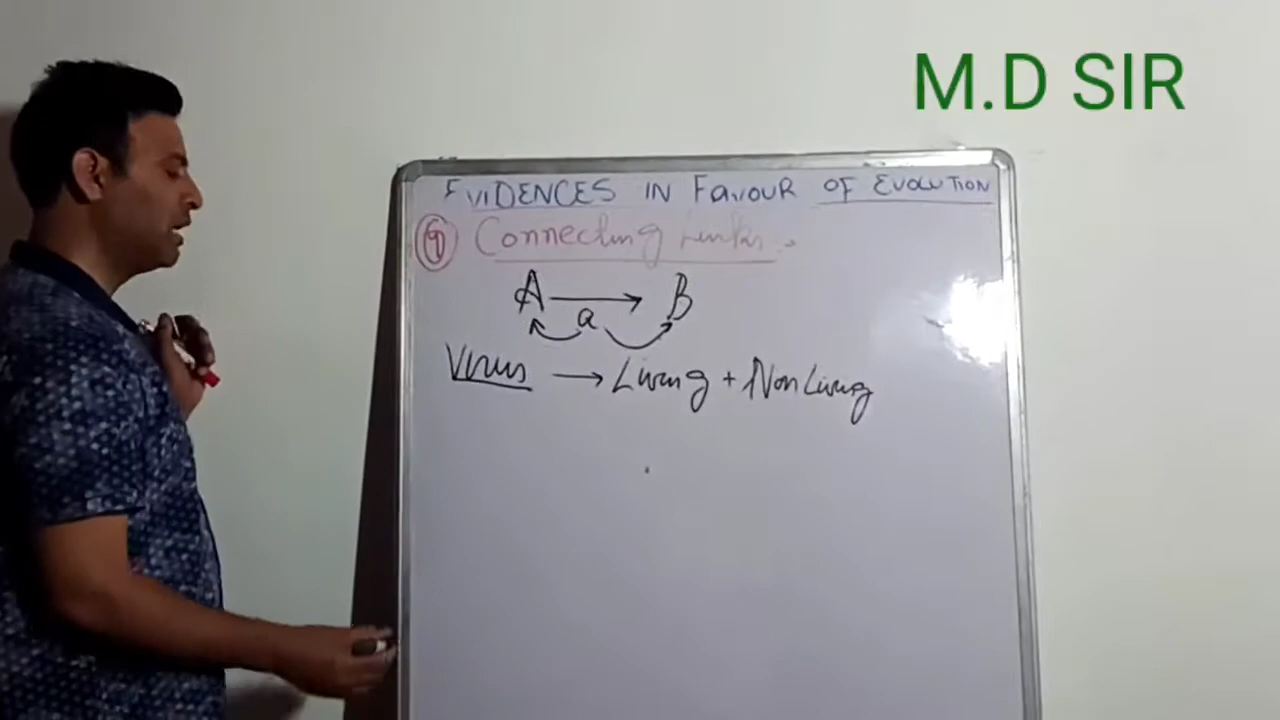 M.D SIR
EVIDENCES IN FAVOUR OF EVOLUTION
9 Connecting Links.
A → B
a
Virus → Living + Non Living